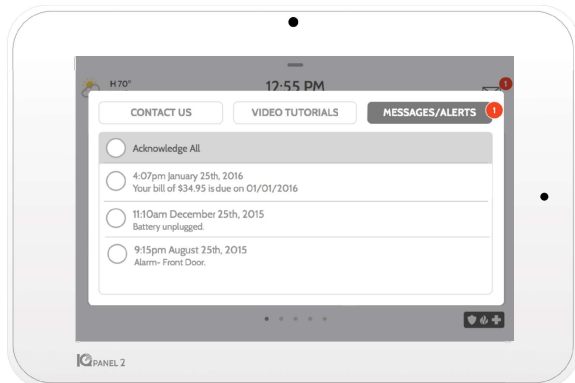 H 70°
12:55 PM
1
CONTACT US
VIDEO TUTORIALS
MESSAGES/ALERTS
1
Acknowledge All
4:07pm January 25th, 2016
Your bill of $34.95 is due on 01/01/2016
11:10am December 25th, 2015
Battery unplugged.
9:15pm August 25th, 2015
Alarm- Front Door.
IQ PANEL 2